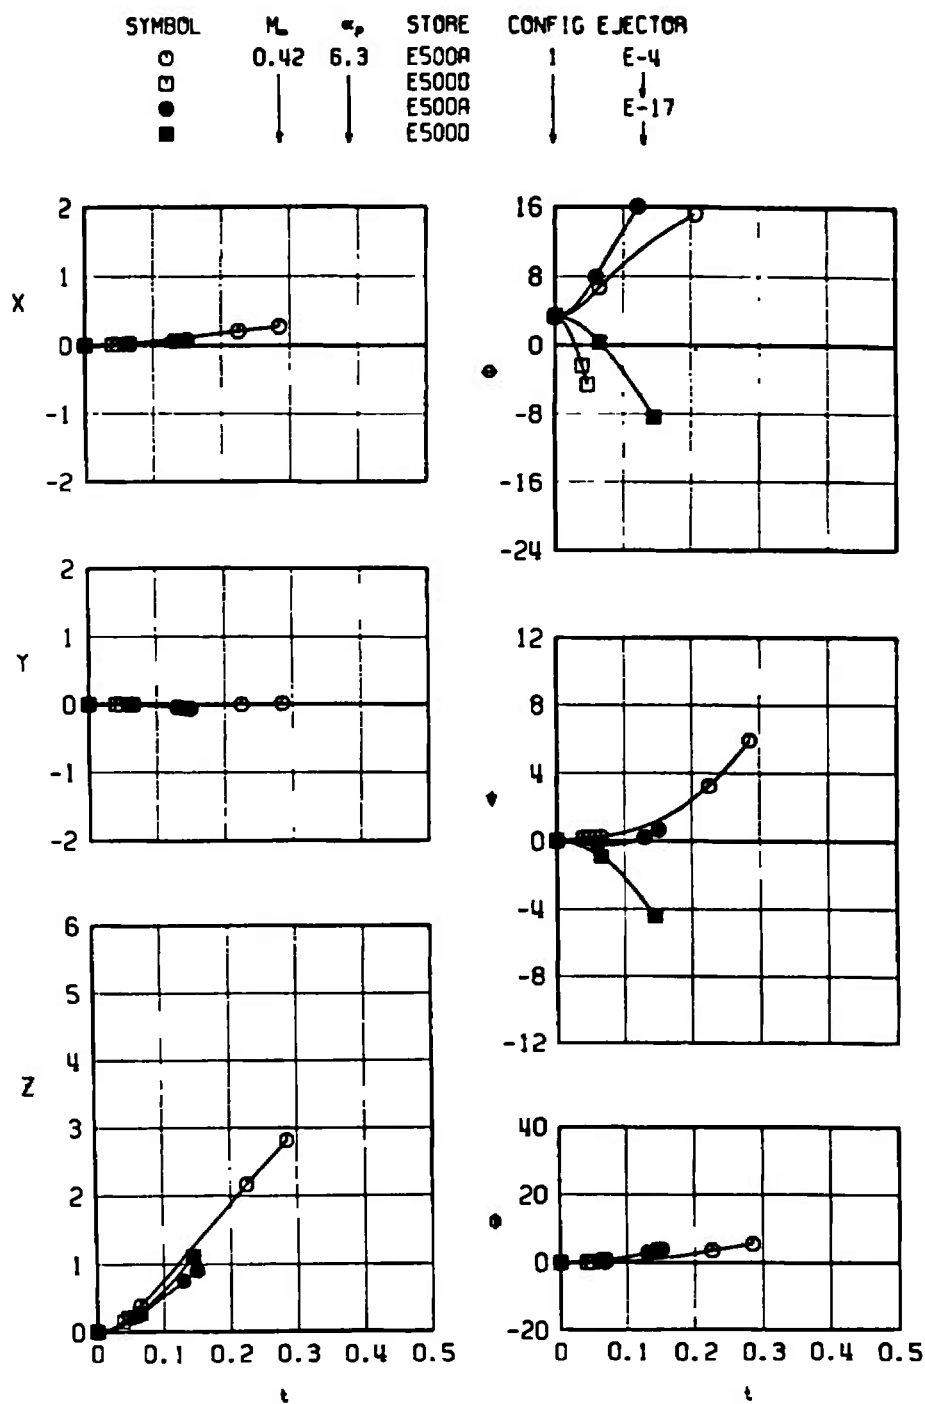 SYMBOL M∞ αp STORE CONFIG EJECTOR
0.42 6.3 E500A 1 E-4
E500D
E500A E-17
E500D
2
1
X
0
-1
-2
16
8
0
θ
-8
-16
-24
2
1
Y
0
-1
-2
12
8
4
ψ
0
-4
-8
-12
6
5
4
Z
3
2
1
0
0 0.1 0.2 0.3 0.4 0.5
t
40
20
φ
0
-20
0 0.1 0.2 0.3 0.4 0.5
t